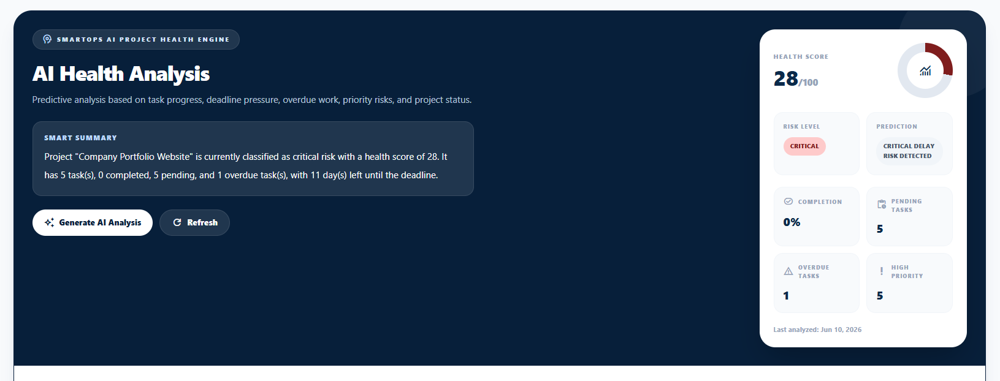 SMARTOPS AI PROJECT HEALTH ENGINE
AI Health Analysis
Predictive analysis based on task progress, deadline pressure, overdue work, priority risks, and project status.
SMART SUMMARY
Project "Company Portfolio Website" is currently classified as critical risk with a health score of 28. It
has 5 task(s), 0 completed, 5 pending, and 1 overdue task(s), with 11 day(s) left until the deadline.
Generate AI Analysis
Refresh
HEALTH SCORE
28/100
RISK LEVEL
CRITICAL
PREDICTION
CRITICAL DELAY
RISK DETECTED
COMPLETION
0%
PENDING
TASKS
5
OVERDUE
TASKS
1
HIGH
PRIORITY
5
Last analyzed: Jun 10, 2026